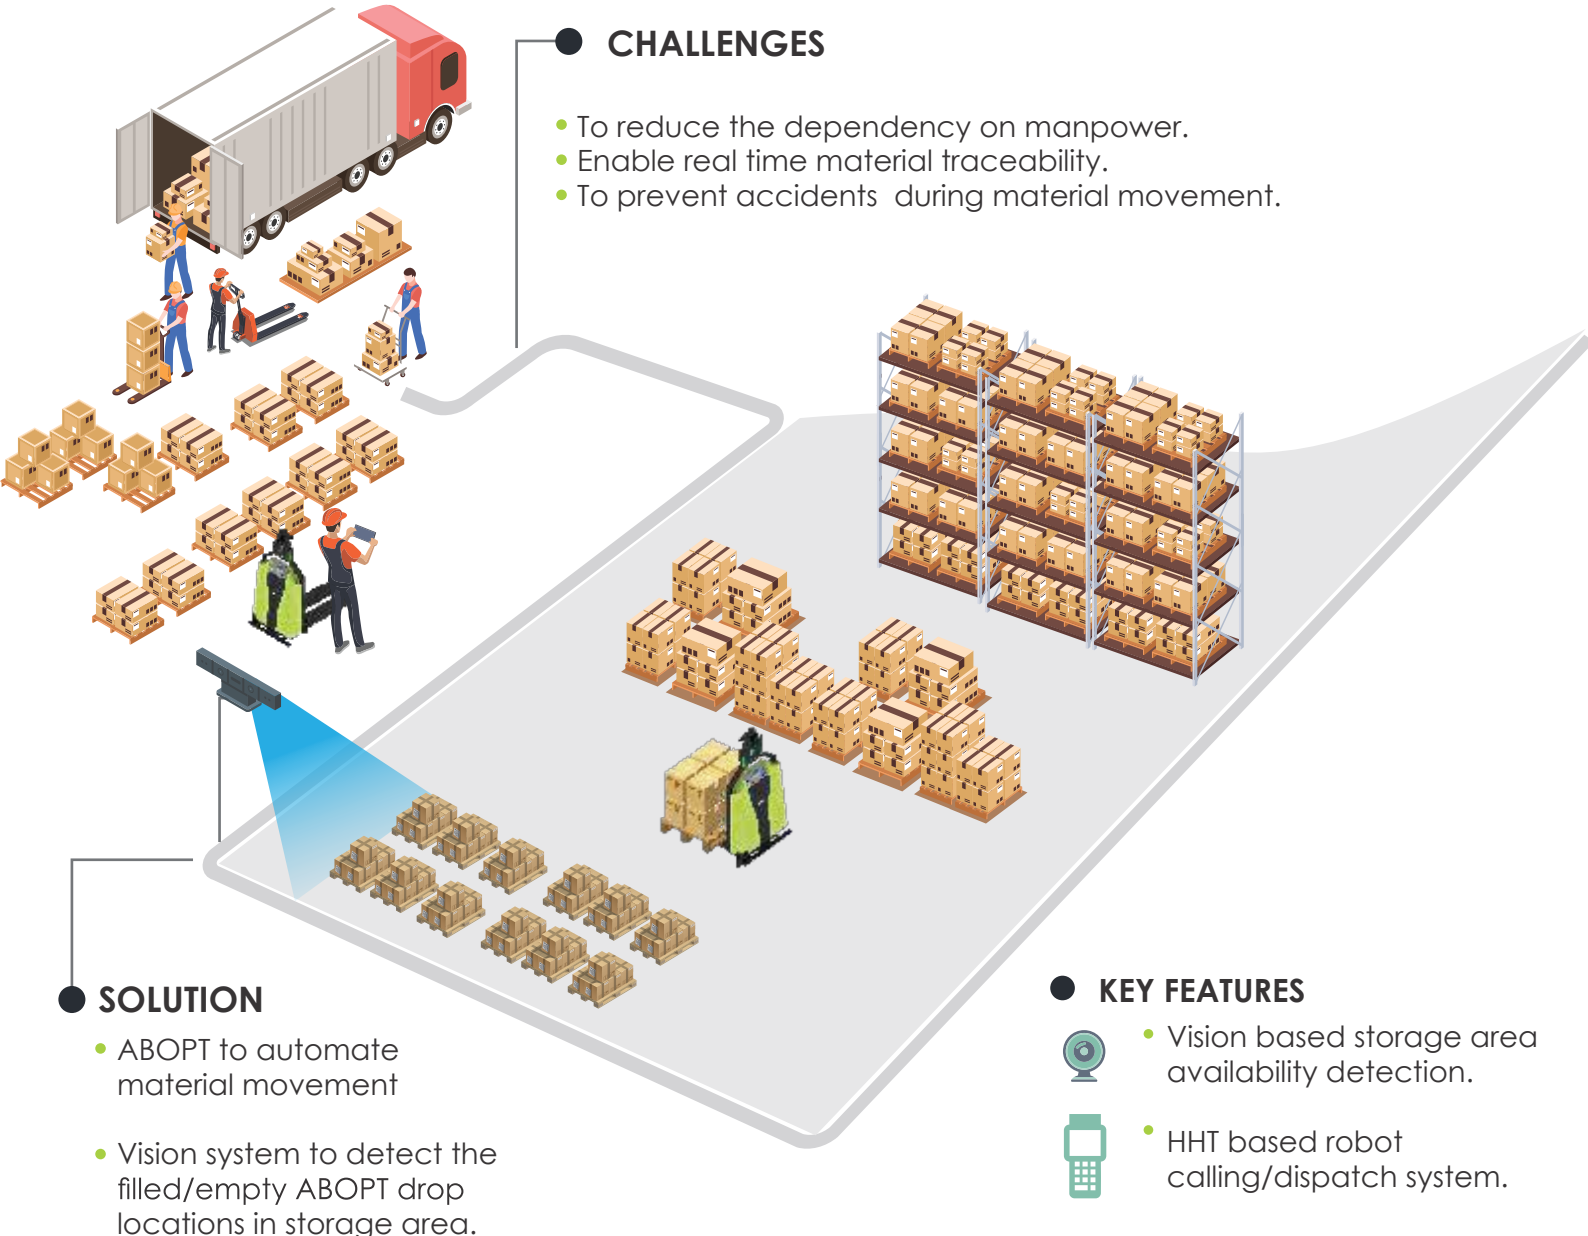 CHALLENGES
• To reduce the dependency on manpower.
• Enable real time material traceability.
• To prevent accidents  during material movement.
SOLUTION
• ABOPT to automate
material movement
• Vision system to detect the
filled/empty ABOPT drop
locations in storage area.
KEY FEATURES
• Vision based storage area
availability detection.
• HHT based robot
calling/dispatch system.